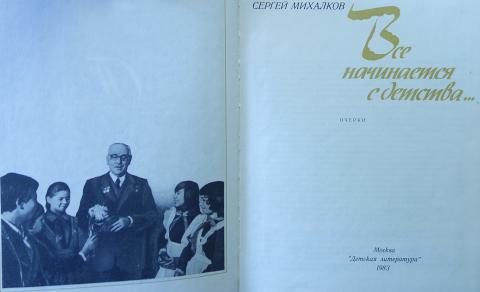 СЕРГЕЙ МИХАЛКОВ
Все
начинается
с детства...
ОЧЕРКИ
Москва
"Детская литература"
1983